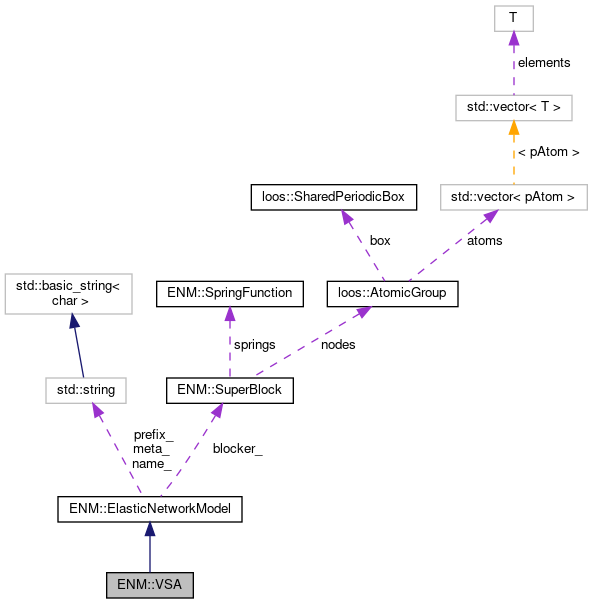 T
elements
std::vector< T >
< pAtom >
loos::SharedPeriodicBox
std::vector< pAtom >
box
atoms
std::basic_string<
char >
ENM::SpringFunction
loos::AtomicGroup
springs
nodes
std::string
ENM::SuperBlock
prefix_
meta_
name_
blocker_
ENM::ElasticNetworkModel
ENM::VSA